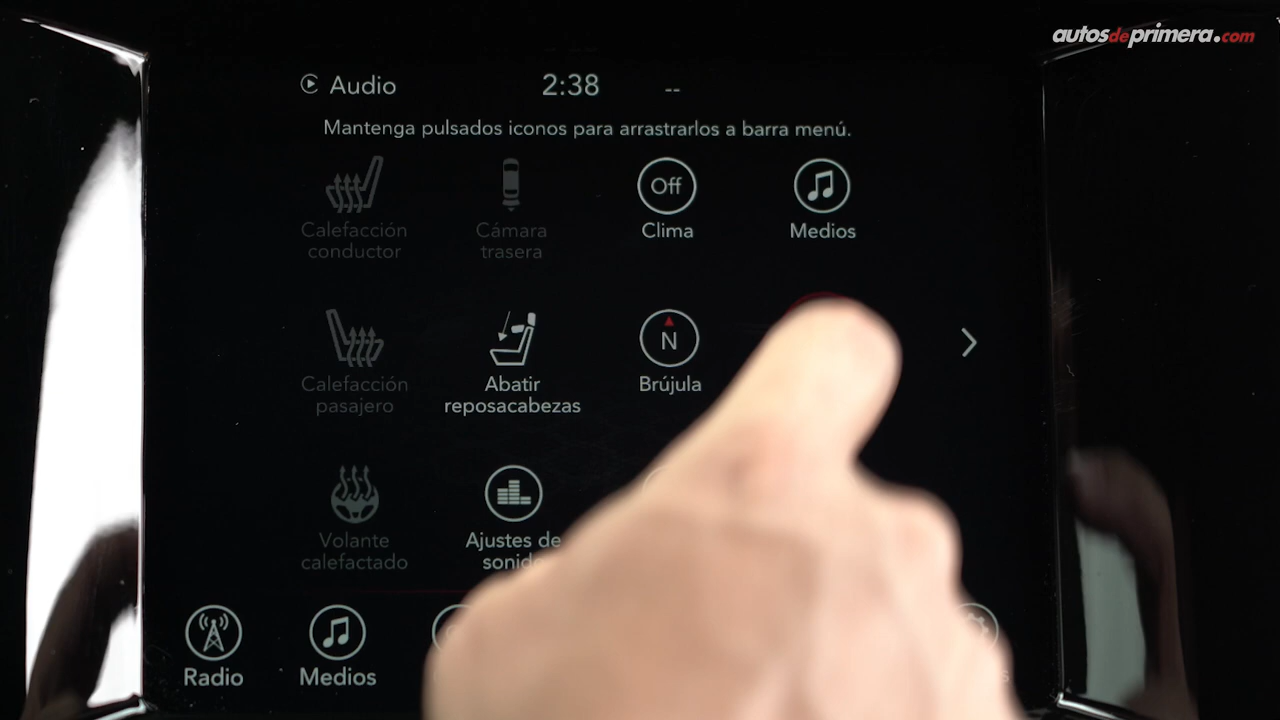 autosdeprimera.com
Audio 2:38 --
Mantenga pulsados iconos para arrastrarlos a barra menú.
Calefacción
conductor
Cámara
trasera
Off
Clima
Medios
Calefacción
pasajero
Abatir
reposacabezas
N
Brújula
Volante
calefactado
Ajustes de
sonido
Radio
Medios